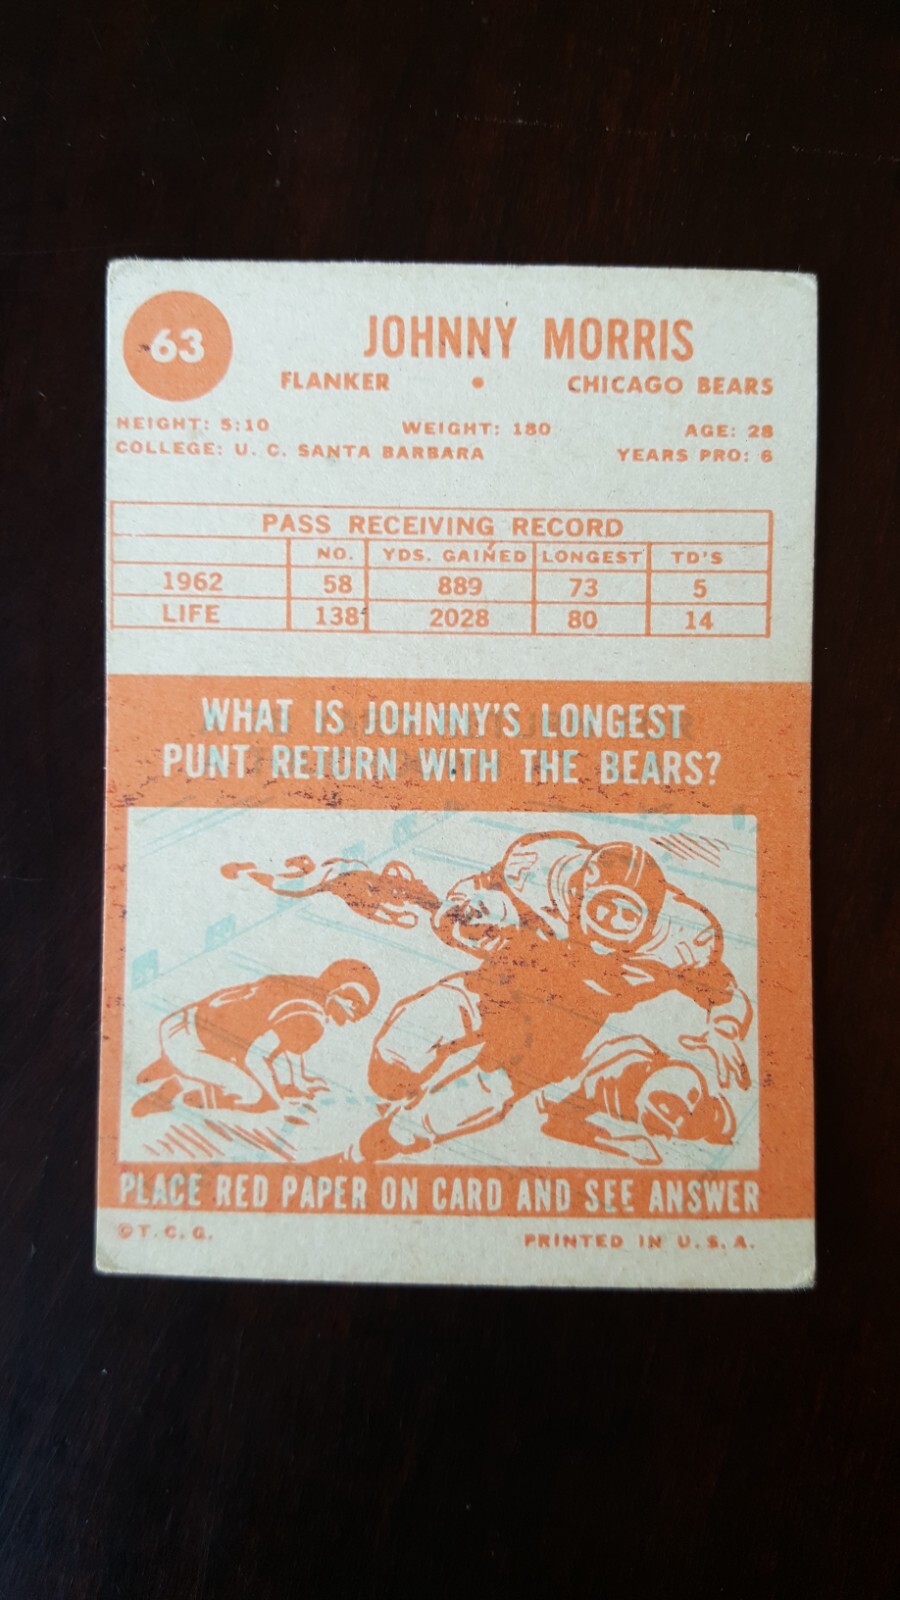 63
JOHNNY MORRIS
FLANKER • CHICAGO BEARS
HEIGHT: 5:10 WEIGHT: 180 AGE: 28
COLLEGE: U. C. SANTA BARBARA YEARS PRO: 6
PASS RECEIVING RECORD
NO. YDS. GAINED LONGEST TD'S
1962 58 889 73 5
LIFE 138 2028 80 14
WHAT IS JOHNNY'S LONGEST
PUNT RETURN WITH THE BEARS?
PLACE RED PAPER ON CARD AND SEE ANSWER
©T.C.G. PRINTED IN U.S.A.